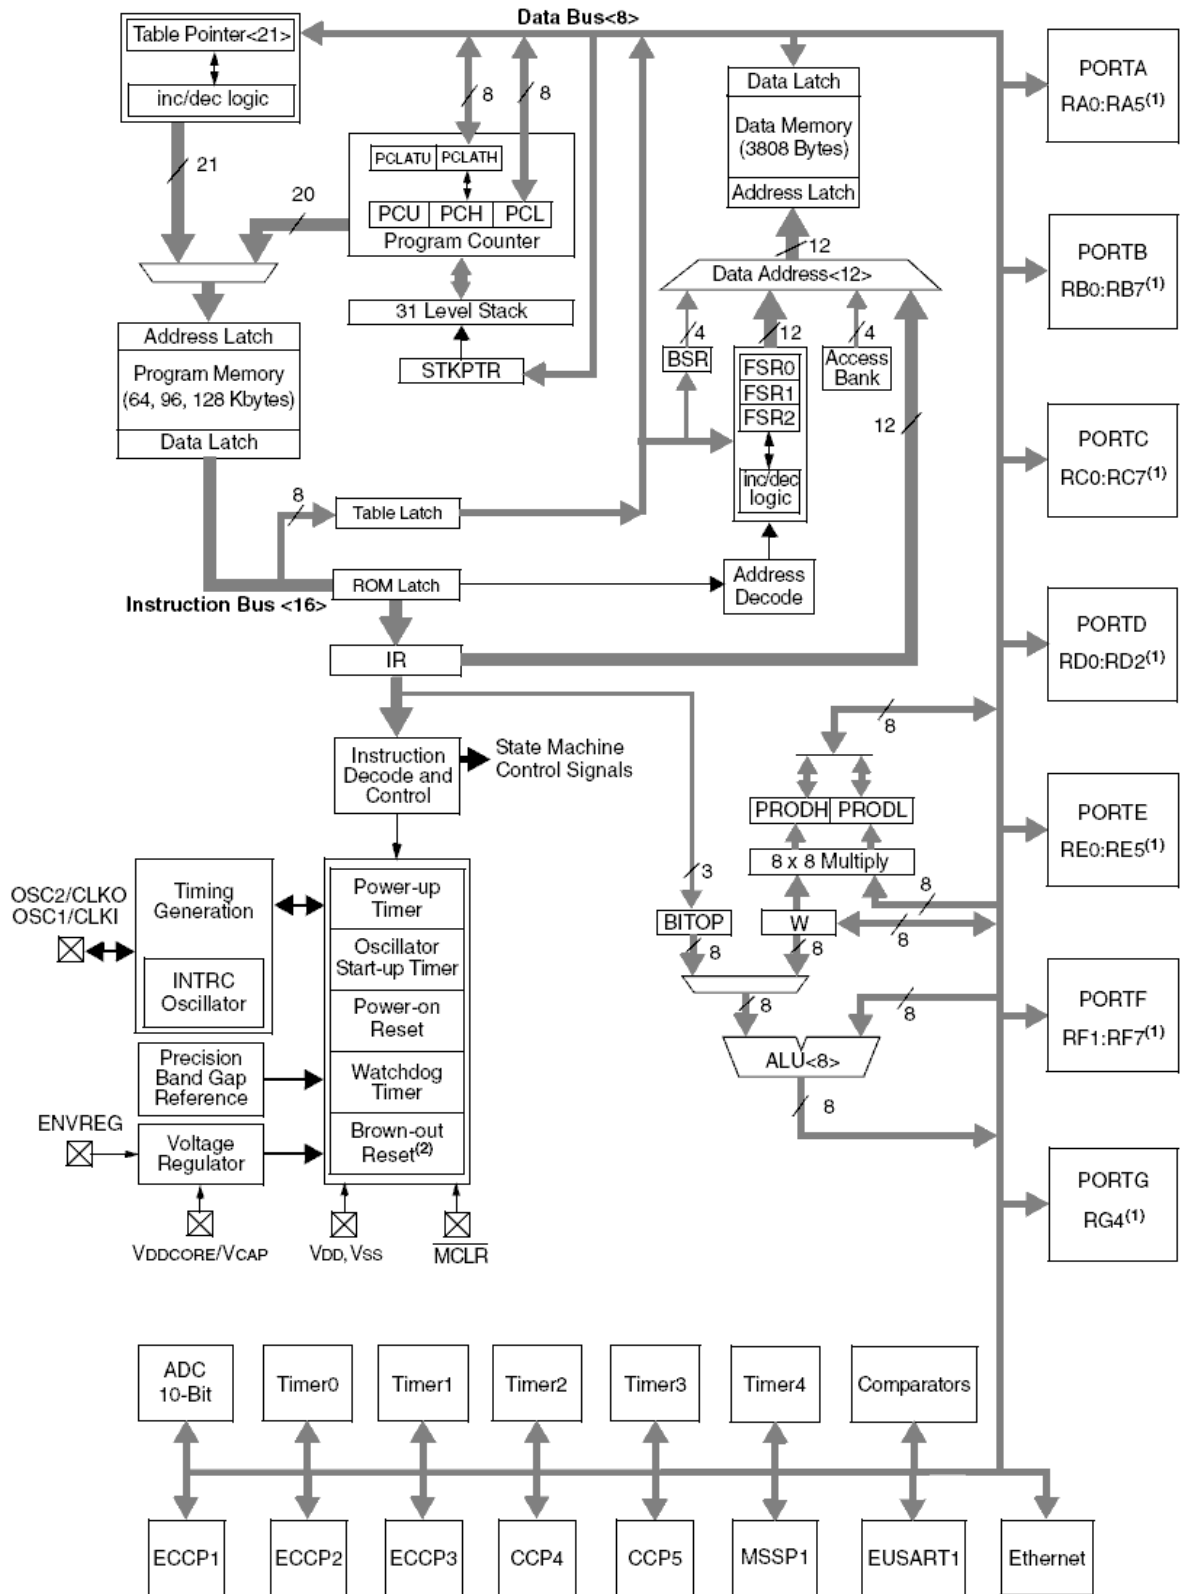 Data Bus<8>
Table Pointer<21>
inc/dec logic
21
20
8
8
PCLATU PCLATH
PCU PCH PCL
Program Counter
31 Level Stack
STKPTR
Data Latch
Data Memory
(3808 Bytes)
Address Latch
12
Data Address<12>
4
12
4
BSR
FSR0
FSR1
FSR2
inc/dec
logic
Access
Bank
12
Address Latch
Program Memory
(64, 96, 128 Kbytes)
Data Latch
8
Table Latch
ROM Latch
Instruction Bus <16>
Address
Decode
IR
Instruction
Decode and
Control
State Machine
Control Signals
8
PRODH PRODL
8 x 8 Multiply
3
8
BITOP
W
8
8
8
8
8
ALU<8>
8
OSC2/CLKO
OSC1/CLKI
Timing
Generation
INTRC
Oscillator
Power-up
Timer
Oscillator
Start-up Timer
Power-on
Reset
Watchdog
Timer
Brown-out
Reset(2)
Precision
Band Gap
Reference
ENVREG
Voltage
Regulator
VDDCORE/VCAP
VDD, VSS
MCLR
PORTA
RA0:RA5(1)
PORTB
RB0:RB7(1)
PORTC
RC0:RC7(1)
PORTD
RD0:RD2(1)
PORTE
RE0:RE5(1)
PORTF
RF1:RF7(1)
PORTG
RG4(1)
ADC
10-Bit
Timer0
Timer1
Timer2
Timer3
Timer4
Comparators
ECCP1
ECCP2
ECCP3
CCP4
CCP5
MSSP1
EUSART1
Ethernet